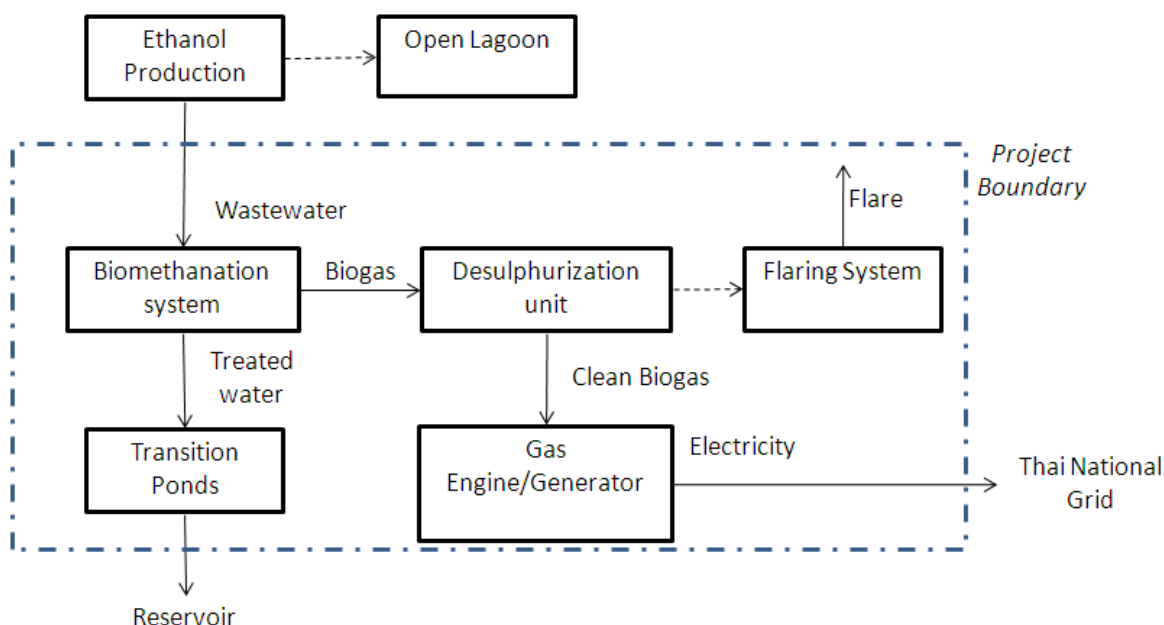 Ethanol
Production
Open Lagoon
Project
Boundary
Flare
Wastewater
Biomethanation
system
Biogas
Desulphurization
unit
Flaring System
Treated
water
Clean Biogas
Transition
Ponds
Gas
Engine/Generator
Electricity
Thai National
Grid
Reservoir